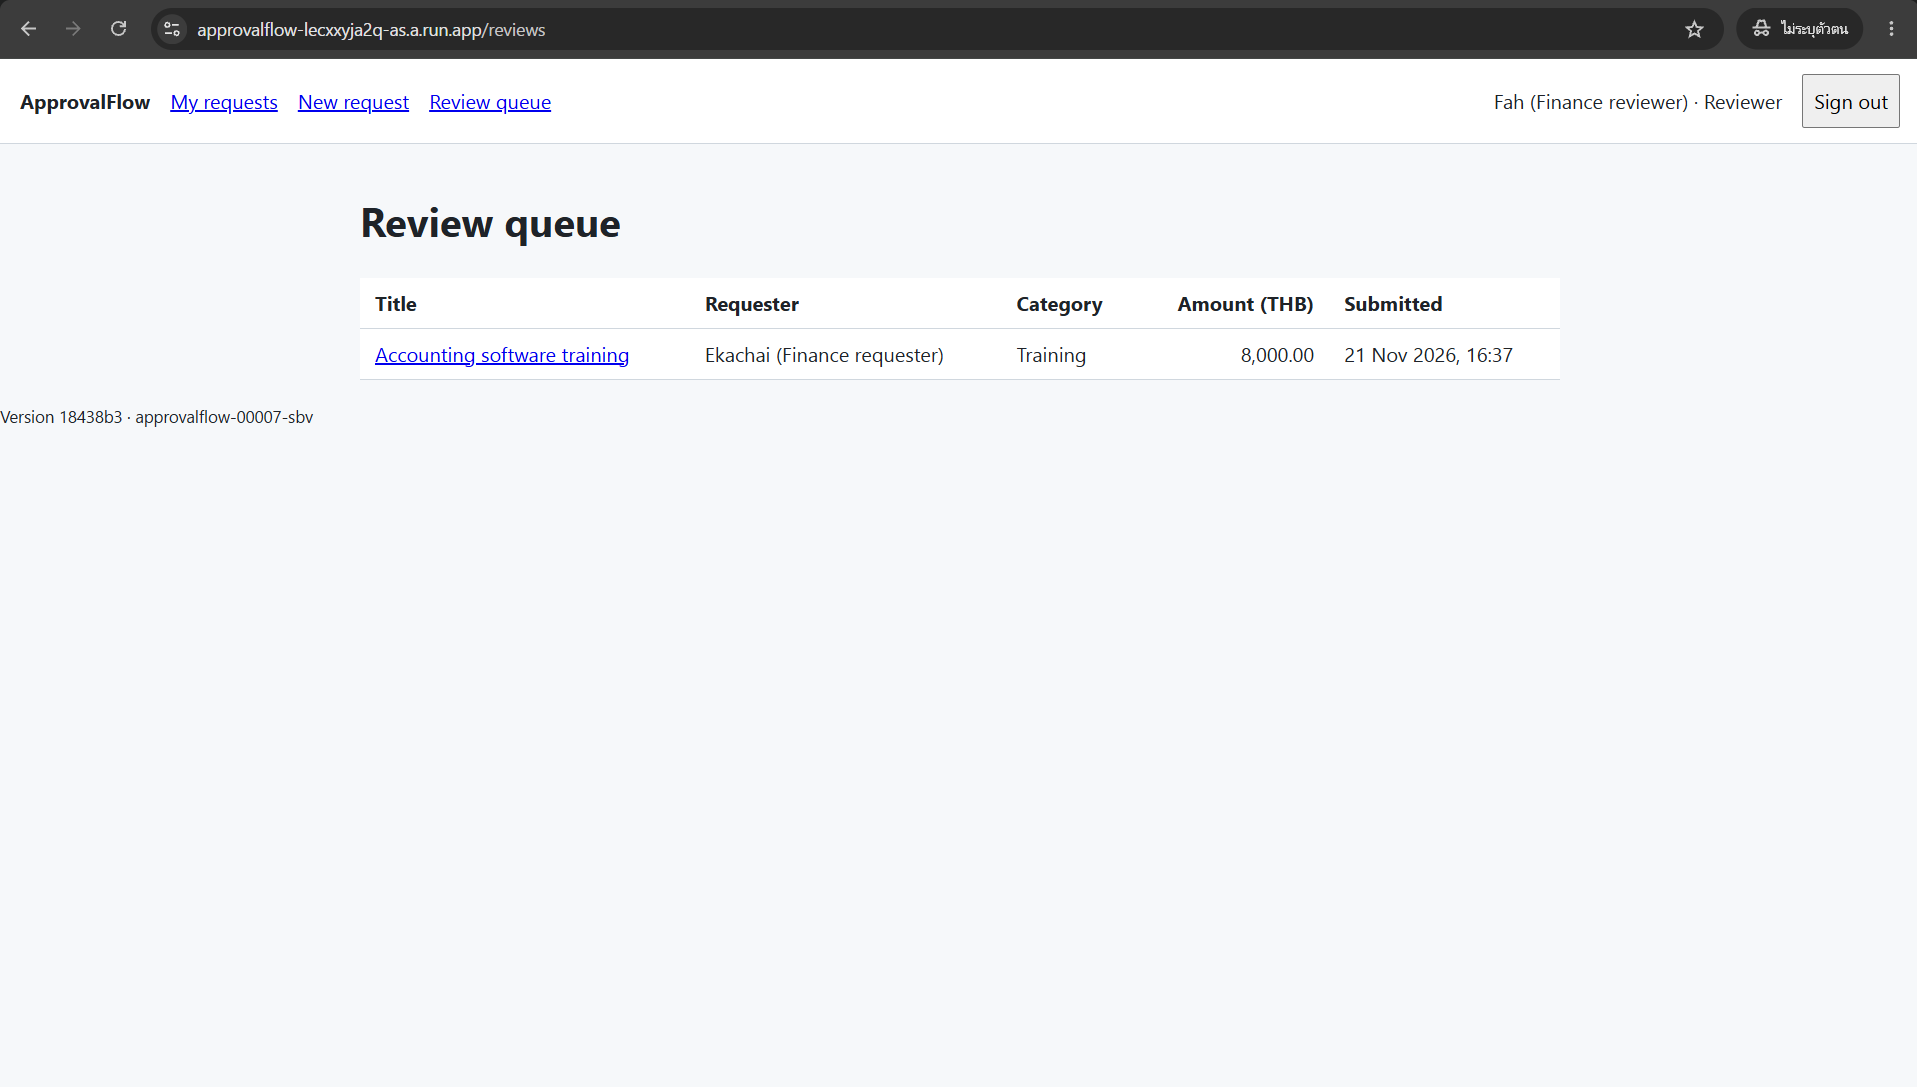 approvalflow-lecxxyja2q-as.a.run.app/reviews ไม่ระบุตัวตน
ApprovalFlow My requests New request Review queue Fah (Finance reviewer) · Reviewer Sign out
Review queue
Title Requester Category Amount (THB) Submitted
Accounting software training Ekachai (Finance requester) Training 8,000.00 21 Nov 2026, 16:37
Version 18438b3 · approvalflow-00007-sbv